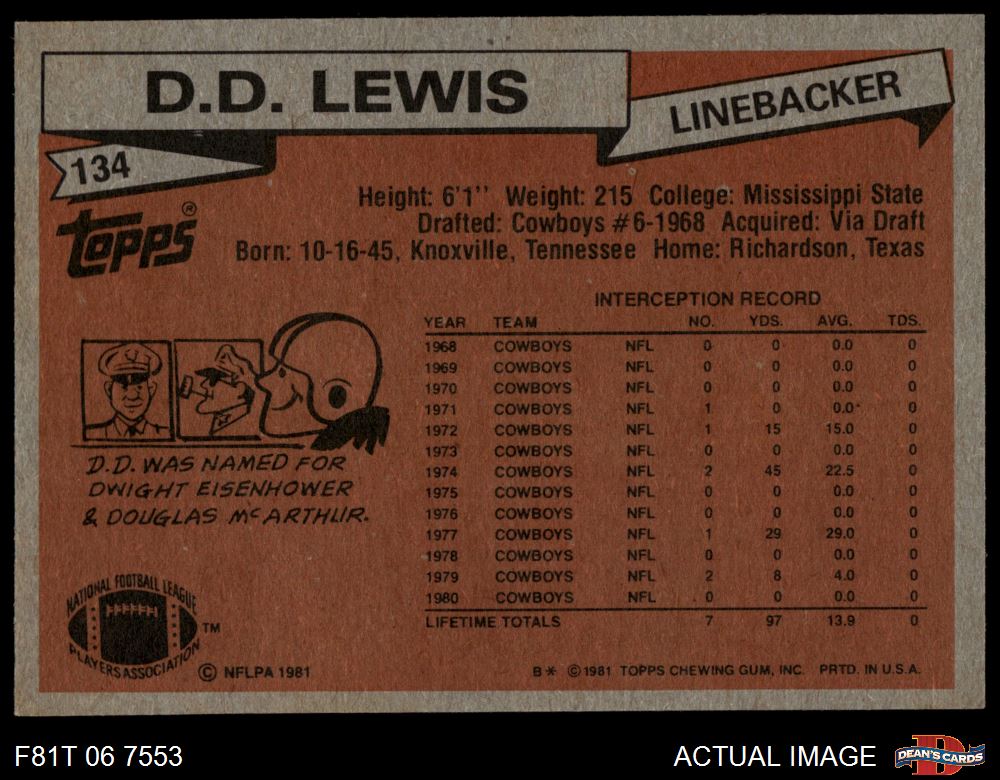 D.D. LEWIS
LINEBACKER
134
TOPPS®
Height: 6'1'' Weight: 215 College: Mississippi State
Drafted: Cowboys #6-1968 Acquired: Via Draft
Born: 10-16-45, Knoxville, Tennessee Home: Richardson, Texas
INTERCEPTION RECORD
YEAR TEAM NO. YDS. AVG. TDS.
1968 COWBOYS NFL 0 0 0.0 0
1969 COWBOYS NFL 0 0 0.0 0
1970 COWBOYS NFL 0 0 0.0 0
1971 COWBOYS NFL 1 0 0.0 0
1972 COWBOYS NFL 1 15 15.0 0
1973 COWBOYS NFL 0 0 0.0 0
1974 COWBOYS NFL 2 45 22.5 0
1975 COWBOYS NFL 0 0 0.0 0
1976 COWBOYS NFL 0 0 0.0 0
1977 COWBOYS NFL 1 29 29.0 0
1978 COWBOYS NFL 0 0 0.0 0
1979 COWBOYS NFL 2 8 4.0 0
1980 COWBOYS NFL 0 0 0.0 0
LIFETIME TOTALS 7 97 13.9 0
D.D. WAS NAMED FOR
DWIGHT EISENHOWER
& DOUGLAS McARTHUR.
NATIONAL FOOTBALL LEAGUE
PLAYERS ASSOCIATION
TM
© NFLPA 1981
B* ©1981 TOPPS CHEWING GUM, INC. PRTD. IN U.S.A.
F81T 06 7553
ACTUAL IMAGE
D
DEAN'S CARDS